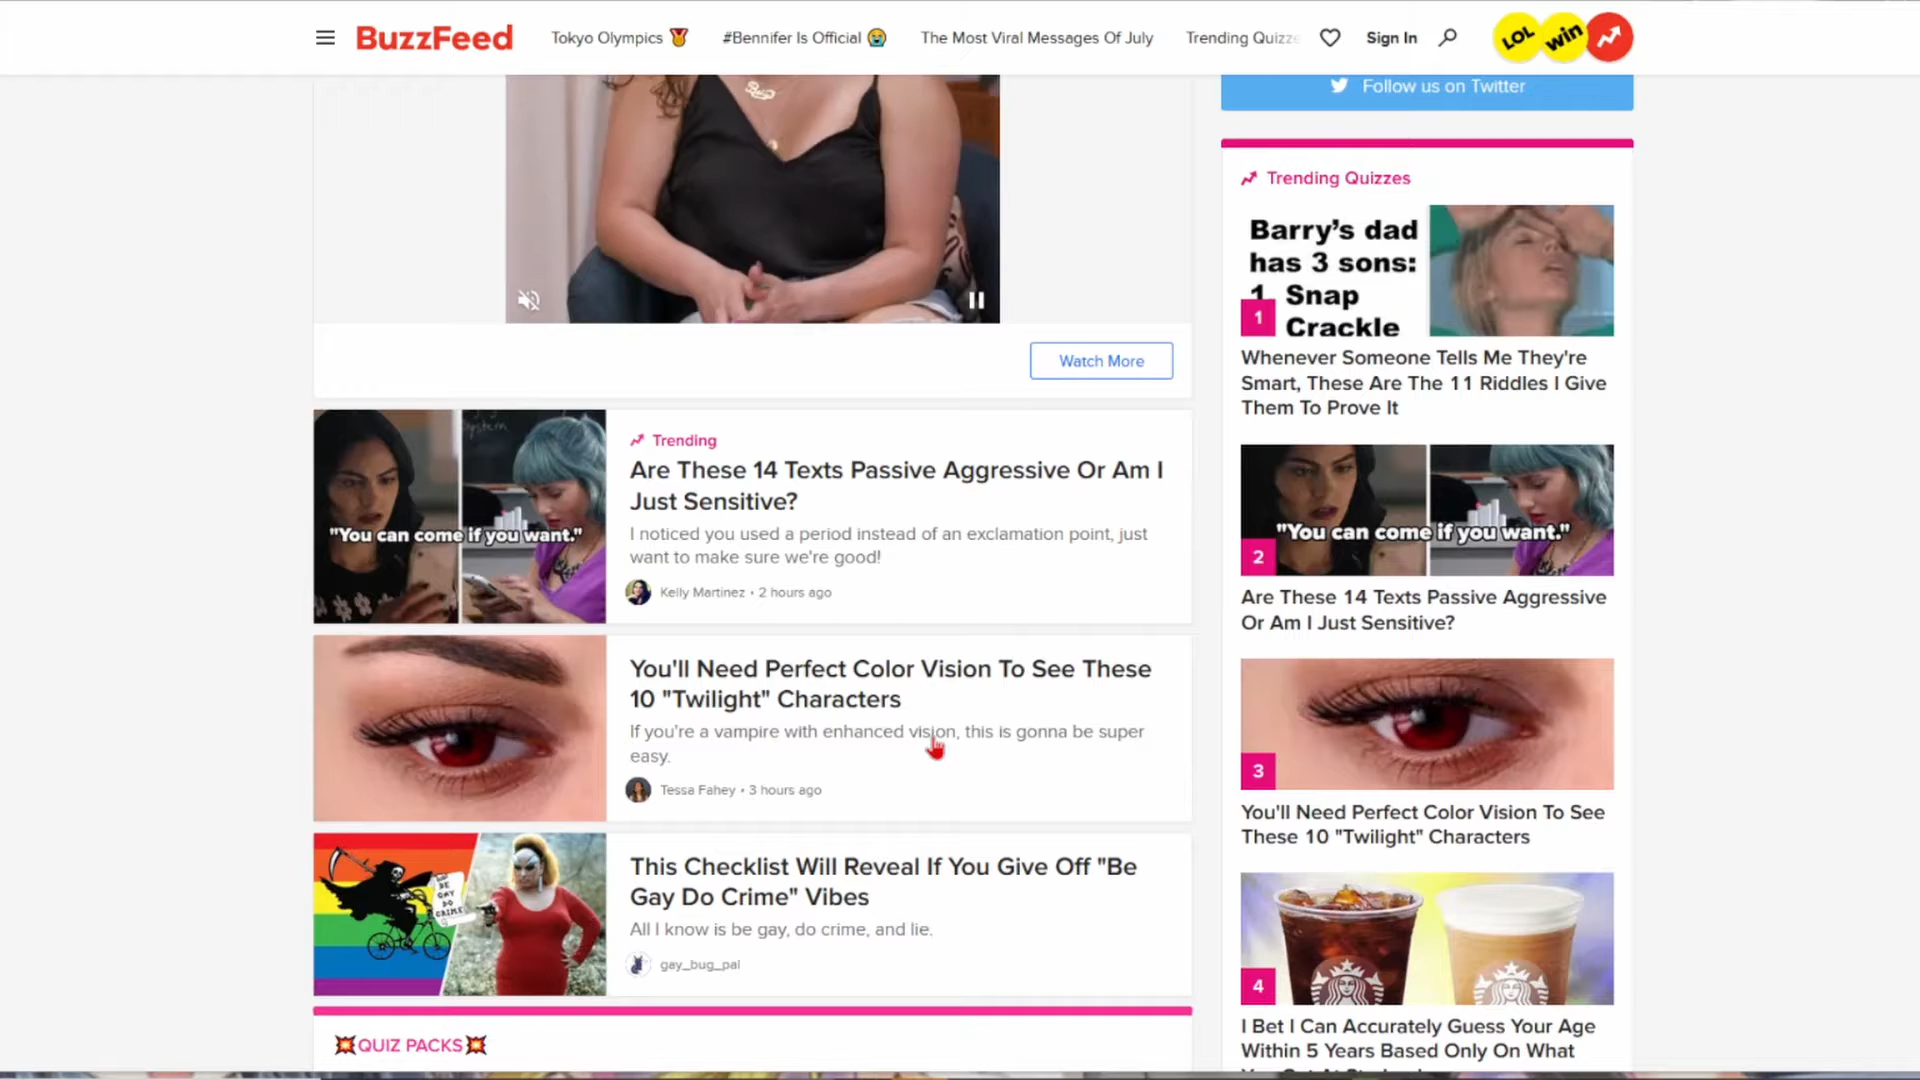 BuzzFeed
Tokyo Olympics
#Bennifer Is Official
The Most Viral Messages Of July
Trending Quizze
Sign In
LOL
win
Follow us on Twitter
Watch More
"You can come if you want."
Trending
Are These 14 Texts Passive Aggressive Or Am I
Just Sensitive?
I noticed you used a period instead of an exclamation point, just
want to make sure we're good!
Kelly Martinez • 2 hours ago
You'll Need Perfect Color Vision To See These
10 "Twilight" Characters
If you're a vampire with enhanced vision, this is gonna be super
easy.
Tessa Fahey • 3 hours ago
BE
GAY
DO
CRIME
This Checklist Will Reveal If You Give Off "Be
Gay Do Crime" Vibes
All I know is be gay, do crime, and lie.
gay_bug_pal
💥QUIZ PACKS💥
Trending Quizzes
Barry's dad
has 3 sons:
1. Snap
Crackle
1
Whenever Someone Tells Me They're
Smart, These Are The 11 Riddles I Give
Them To Prove It
"You can come if you want."
2
Are These 14 Texts Passive Aggressive
Or Am I Just Sensitive?
3
You'll Need Perfect Color Vision To See
These 10 "Twilight" Characters
4
I Bet I Can Accurately Guess Your Age
Within 5 Years Based Only On What